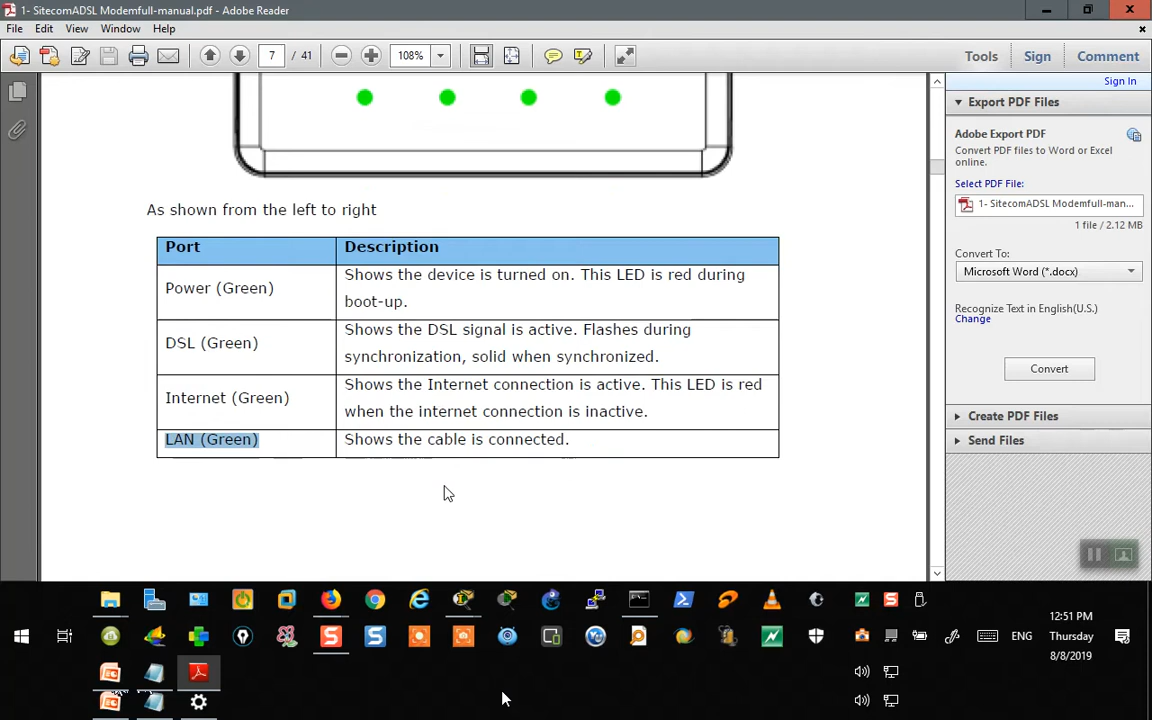 1- SitecomADSL Modemfull-manual.pdf - Adobe Reader
File Edit View Window Help
7 / 41 108% Tools Sign Comment
Sign In
Export PDF Files
Adobe Export PDF
Convert PDF files to Word or Excel
online.
Select PDF File:
1- SitecomADSL Modemfull-man...
1 file / 2.12 MB
Convert To:
Microsoft Word (*.docx)
Recognize Text in English(U.S.)
Change
Convert
Create PDF Files
Send Files
As shown from the left to right
Port Description
Power (Green)
Shows the device is turned on. This LED is red during
boot-up.
DSL (Green)
Shows the DSL signal is active. Flashes during
synchronization, solid when synchronized.
Internet (Green)
Shows the Internet connection is active. This LED is red
when the internet connection is inactive.
LAN (Green) Shows the cable is connected.
12:51 PM
ENG Thursday
8/8/2019